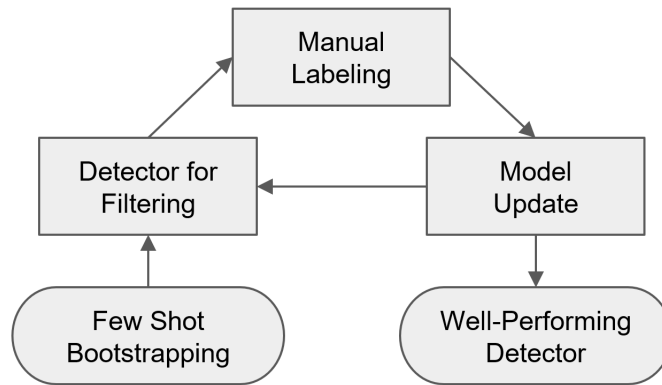 Manual
Labeling
Detector for
Filtering
Model
Update
Few Shot
Bootstrapping
Well-Performing
Detector